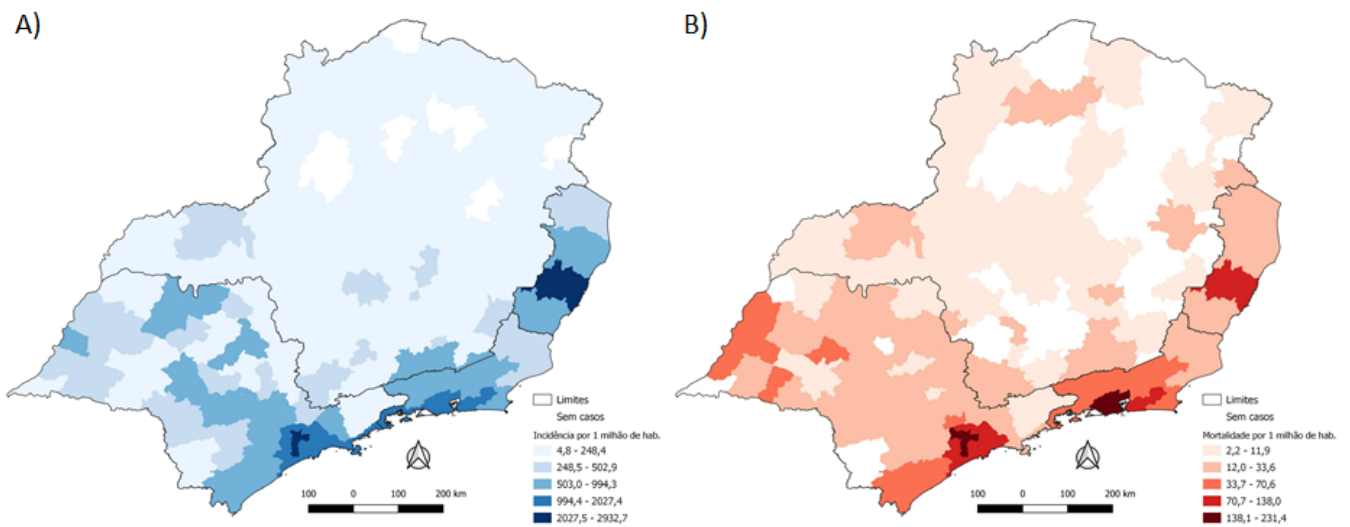 A)
B)
Limites
Sem casos
Incidência por 1 milhão de hab.
4,8 - 248,4
248,5 - 502,9
503,0 - 994,3
994,4 - 2027,4
2027,5 - 2932,7
100 0 100 200 km
Limites
Sem casos
Mortalidade por 1 milhão de hab.
2,2 - 11,9
12,0 - 33,6
33,7 - 70,6
70,7 - 138,0
138,1 - 231,4
100 0 100 200 km